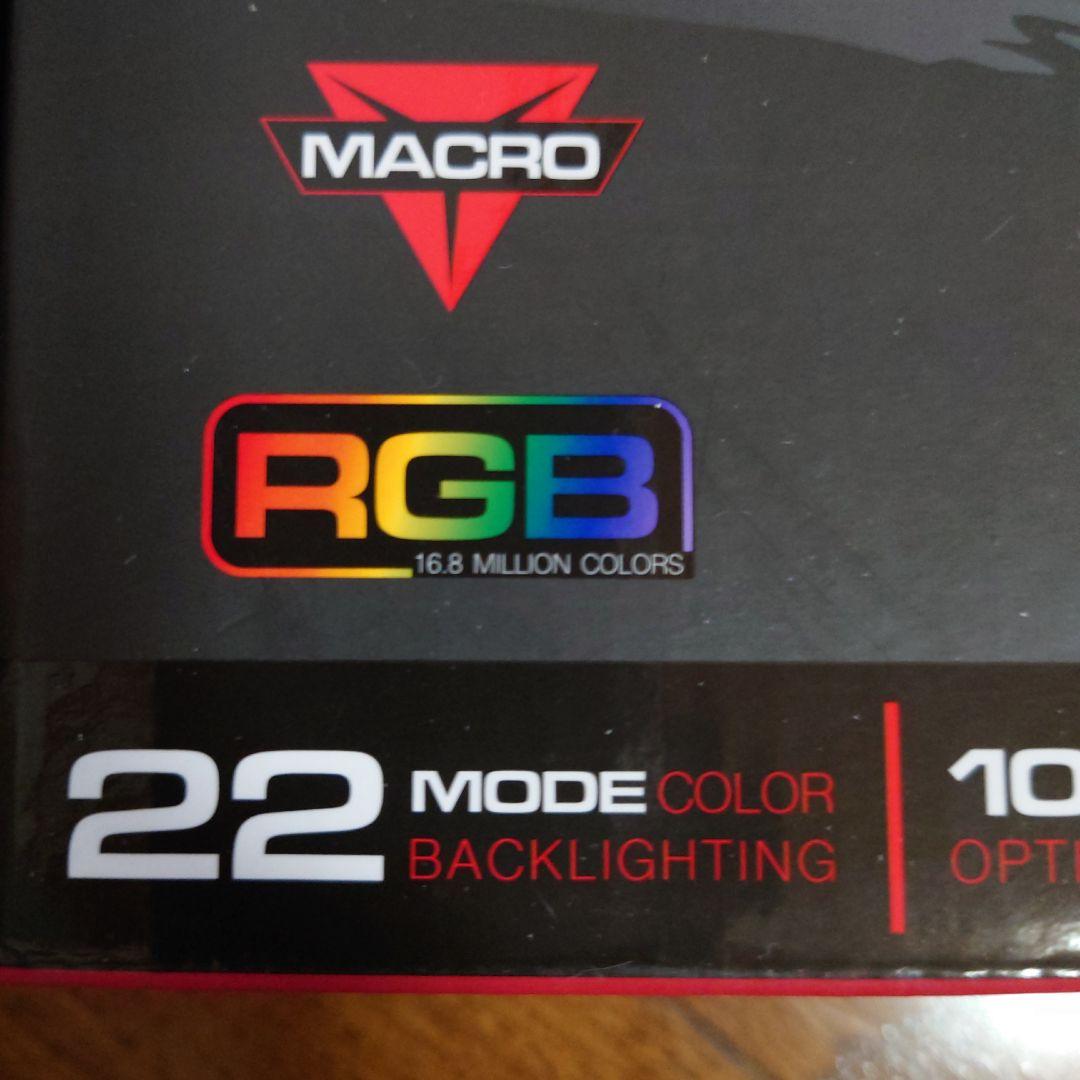 MACRO
RGB
16.8 MILLION COLORS
22 MODE COLOR
BACKLIGHTING